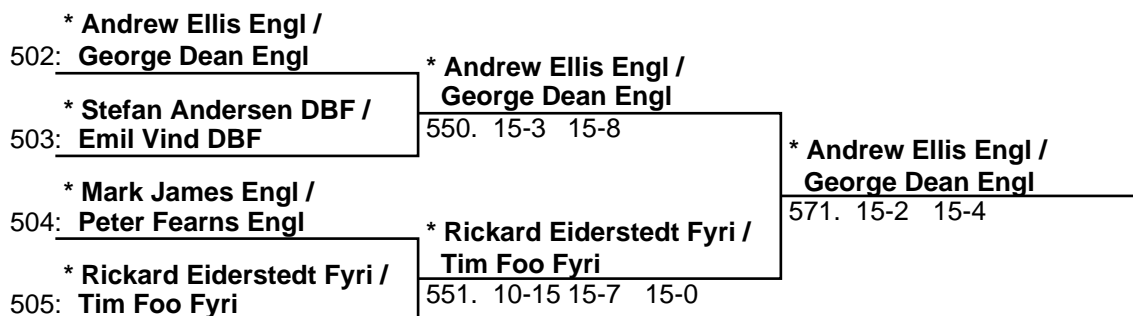 * Andrew Ellis Engl /
502: George Dean Engl
* Stefan Andersen DBF /
503: Emil Vind DBF
* Mark James Engl /
504: Peter Fearns Engl
* Rickard Eiderstedt Fyri /
505: Tim Foo Fyri
* Andrew Ellis Engl /
George Dean Engl
550. 15-3 15-8
* Rickard Eiderstedt Fyri /
Tim Foo Fyri
551. 10-15 15-7 15-0
* Andrew Ellis Engl /
George Dean Engl
571. 15-2 15-4